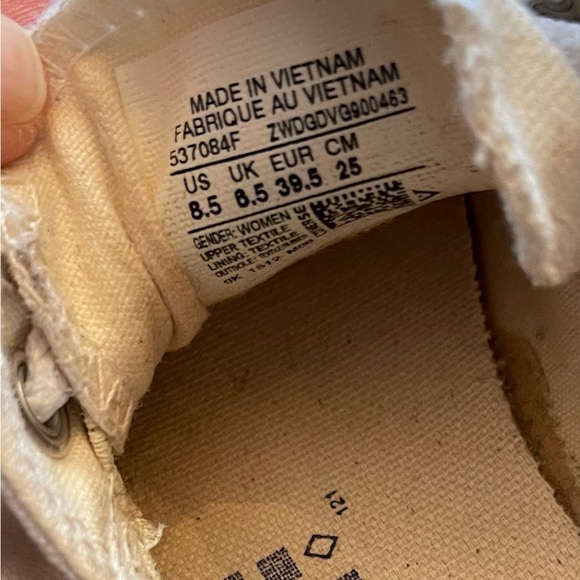 MADE IN VIETNAM
FABRIQUE AU VIETNAM
537084F ZWDGDVG900463
US UK EUR CM
8.5 6.5 39.5 25
GENDER: WOMEN
UPPER TEXTILE
LINING: TEXTILE
OUTSOLE:
121